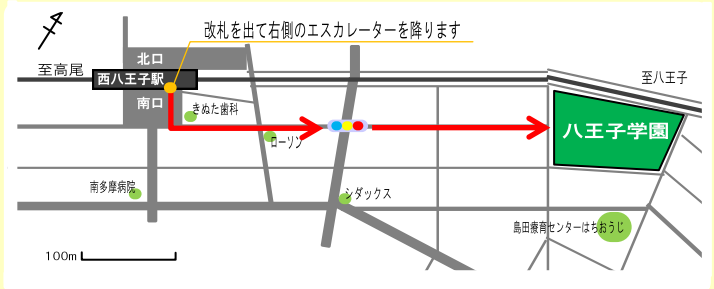 改札を出て右側のエスカレーターを降ります
北口
至高尾
西八王子駅
至八王子
南口
きぬた歯科
八王子学園
ローソン
南多摩病院
シダックス
島田療育センターはちおうじ
100m